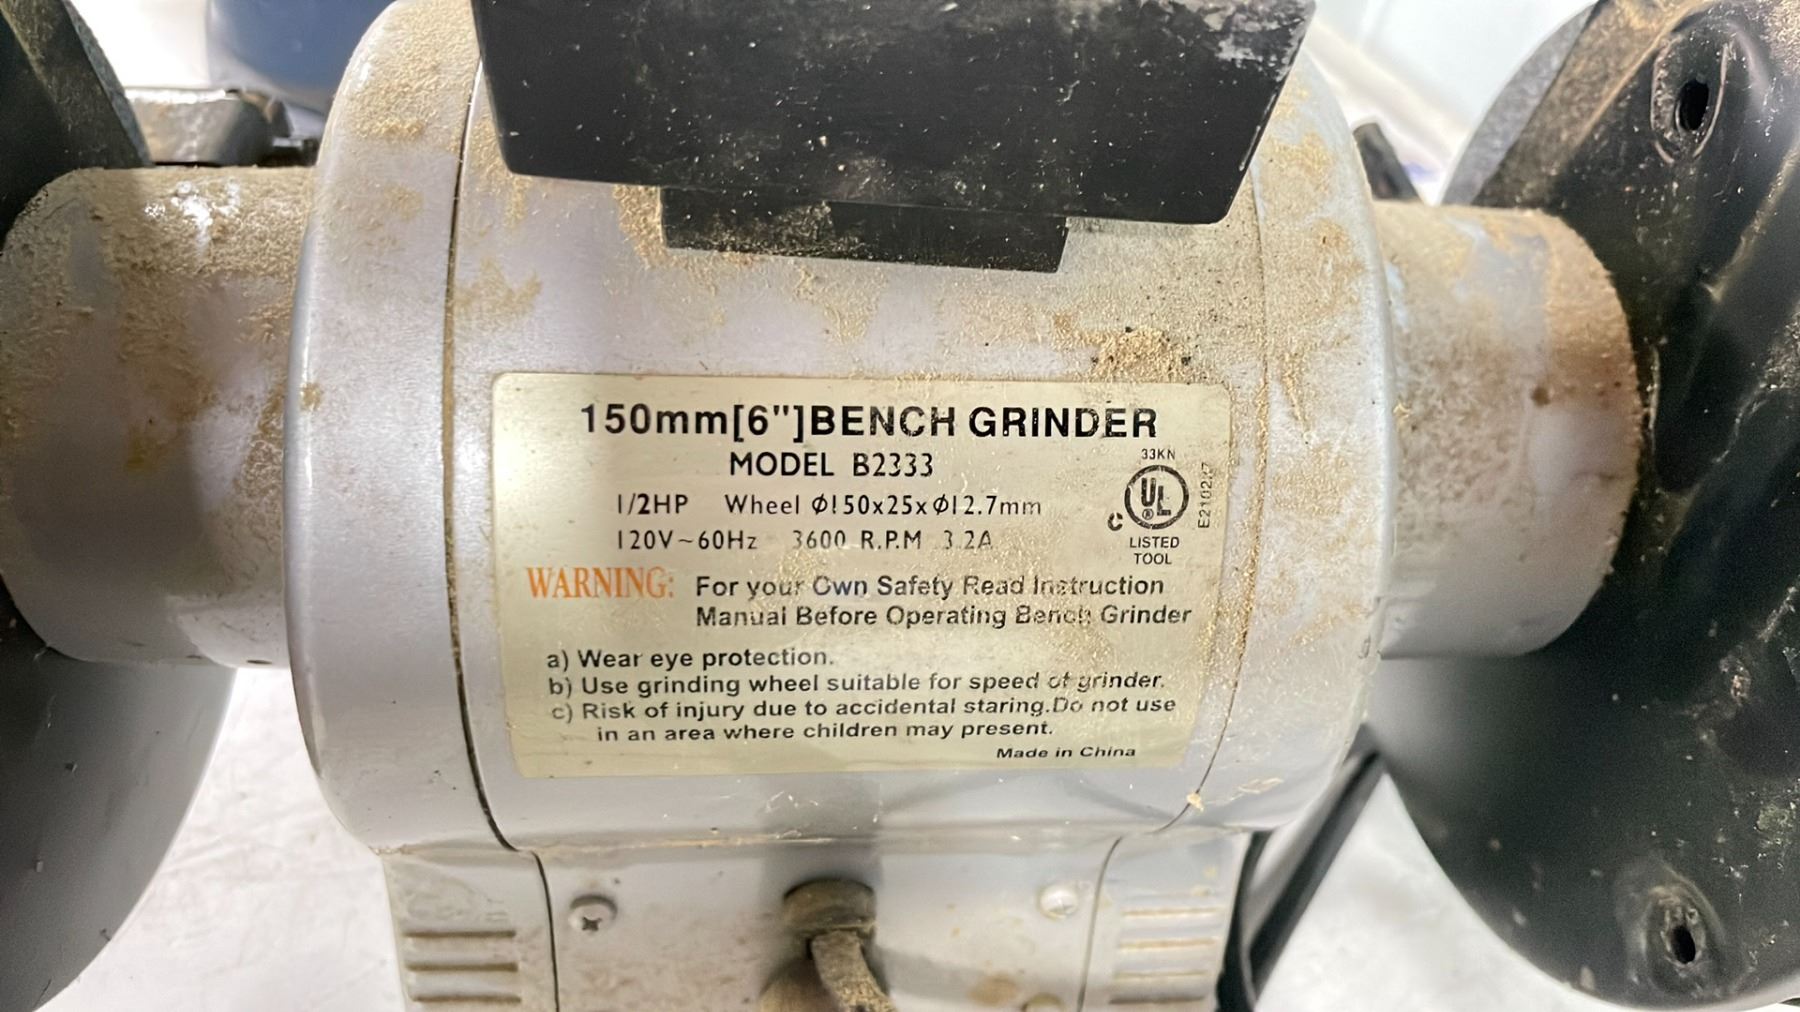 150mm[6"]BENCH GRINDER
MODEL B2333
1/2HP Wheel Φ150x25xΦ12.7mm
120V~60Hz 3600 R.P.M 3.2A
33KN
UL
®
C
LISTED
TOOL
WARNING: For your Own Safety Read Instruction
Manual Before Operating Bench Grinder
a) Wear eye protection.
b) Use grinding wheel suitable for speed of grinder.
c) Risk of injury due to accidental staring.Do not use
in an area where children may present.
Made in China